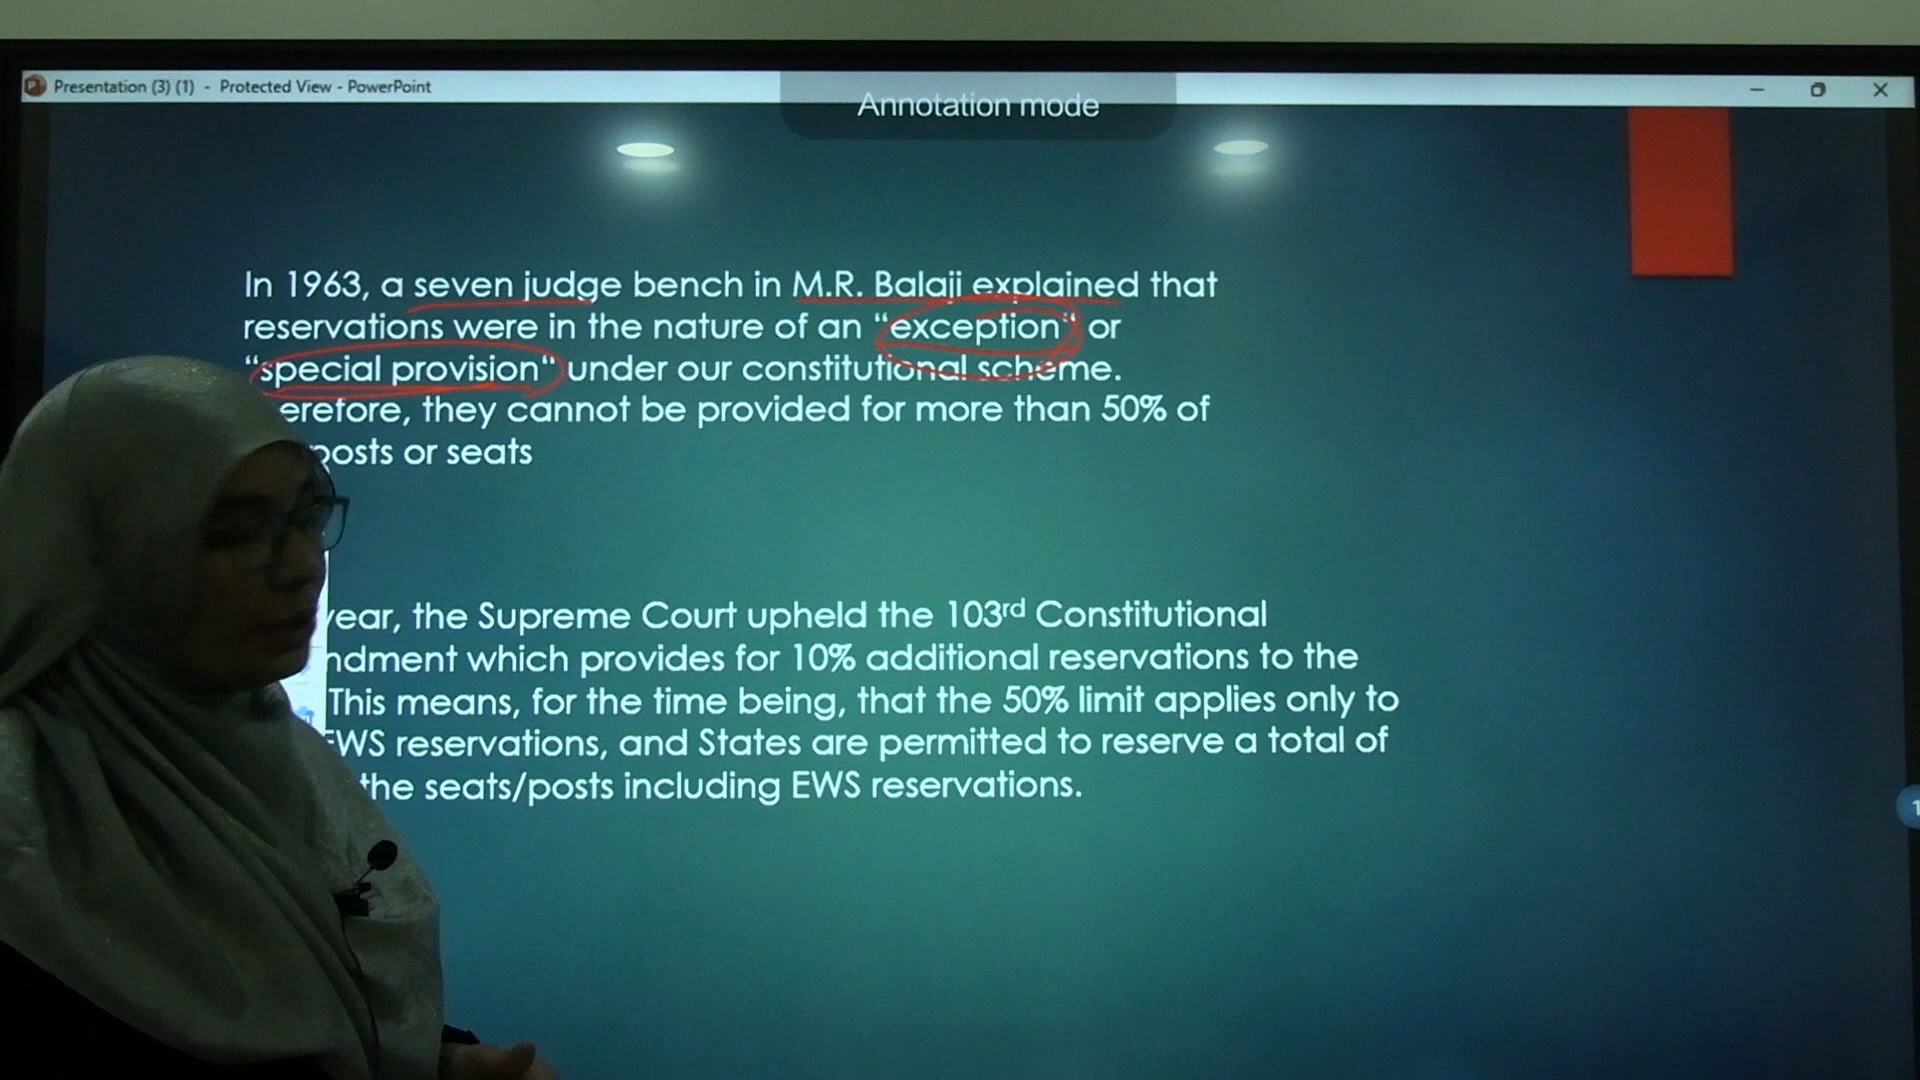 Presentation (3) (1) - Protected View - PowerPoint
Annotation mode
In 1963, a seven judge bench in M.R. Balaji explained that
reservations were in the nature of an “exception“ or
“special provision“ under our constitutional scheme.
erefore, they cannot be provided for more than 50% of
posts or seats
year, the Supreme Court upheld the 103rd Constitutional
ndment which provides for 10% additional reservations to the
This means, for the time being, that the 50% limit applies only to
EWS reservations, and States are permitted to reserve a total of
the seats/posts including EWS reservations.
1